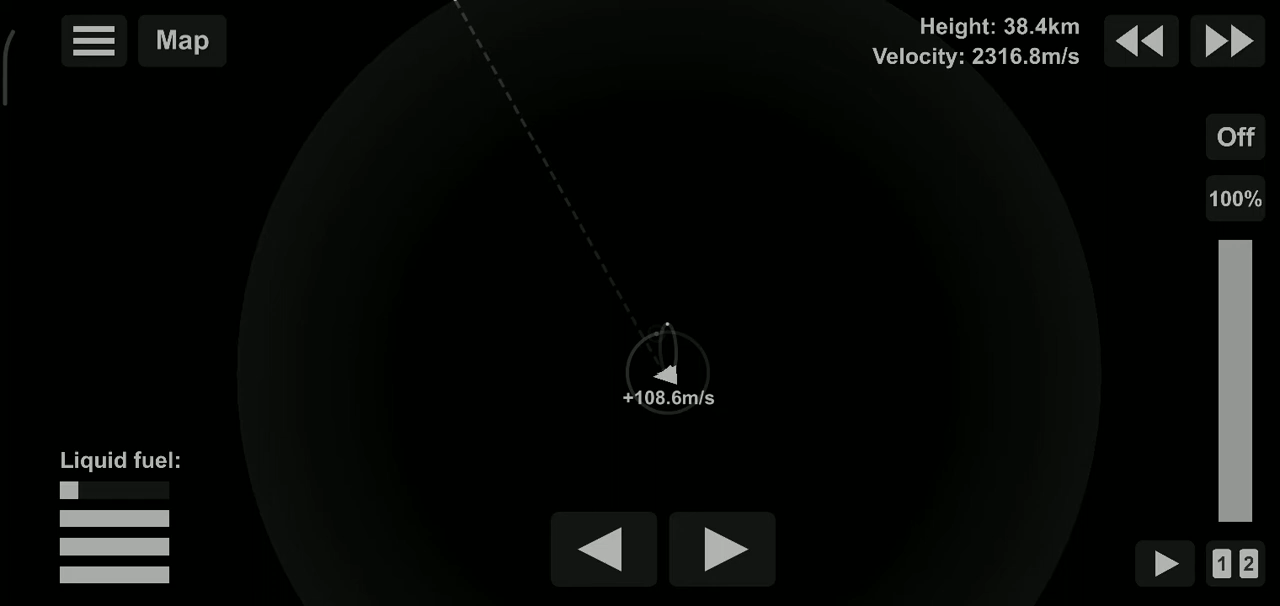 Map
Height: 38.4km
Velocity: 2316.8m/s
Off
100%
+108.6m/s
Liquid fuel:
1 2